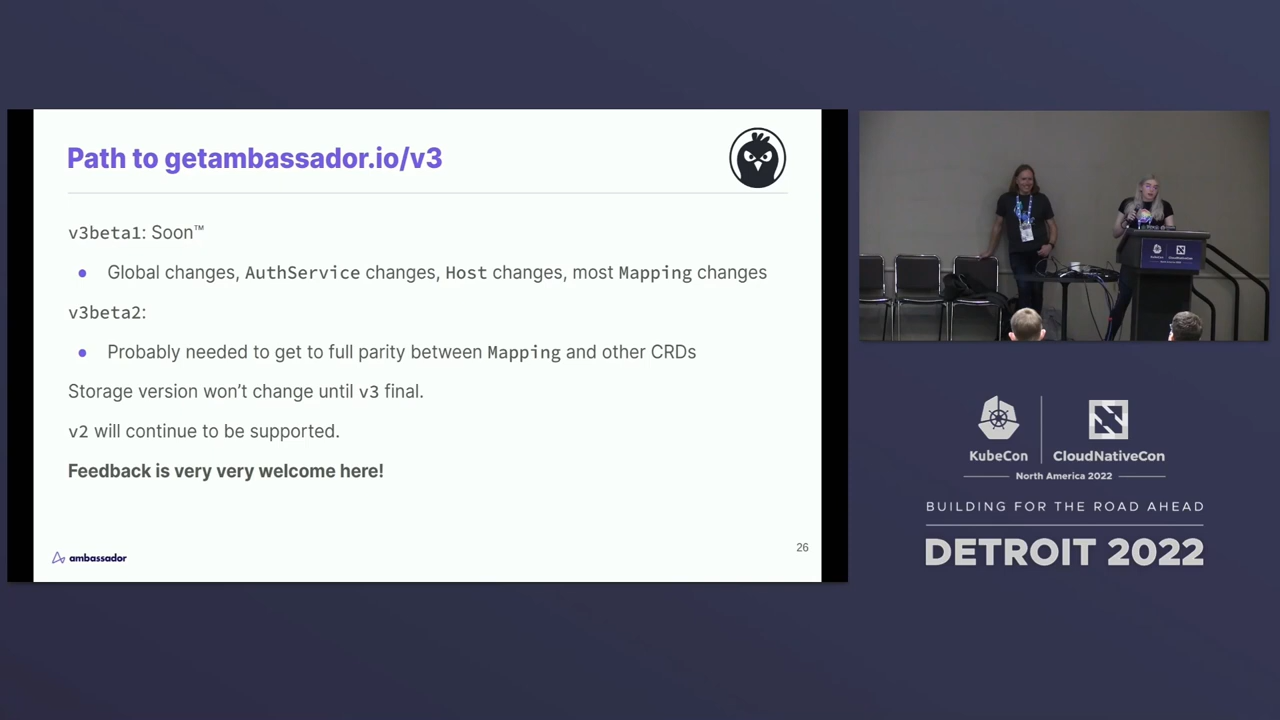 Path to getambassador.io/v3
v3beta1: Soon™
● Global changes, AuthService changes, Host changes, most Mapping changes
v3beta2:
● Probably needed to get to full parity between Mapping and other CRDs
Storage version won't change until v3 final.
v2 will continue to be supported.
Feedback is very very welcome here!
ambassador
26
KubeCon
CloudNativeCon
North America 2022
BUILDING FOR THE ROAD AHEAD
DETROIT 2022